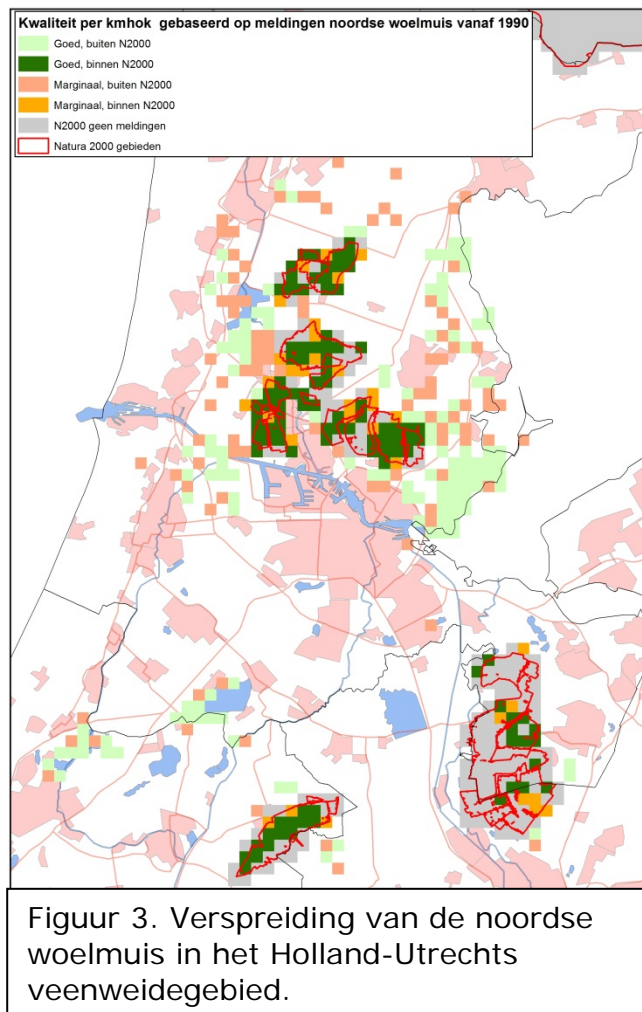 Kwaliteit per kmhok gebaseerd op meldingen noordse woelmuis vanaf 1990
Goed, buiten N2000
Goed, binnen N2000
Marginaal, buiten N2000
Marginaal, binnen N2000
N2000 geen meldingen
Natura 2000 gebieden
Figuur 3. Verspreiding van de noordse
woelmuis in het Holland-Utrechts
veenweidegebied.